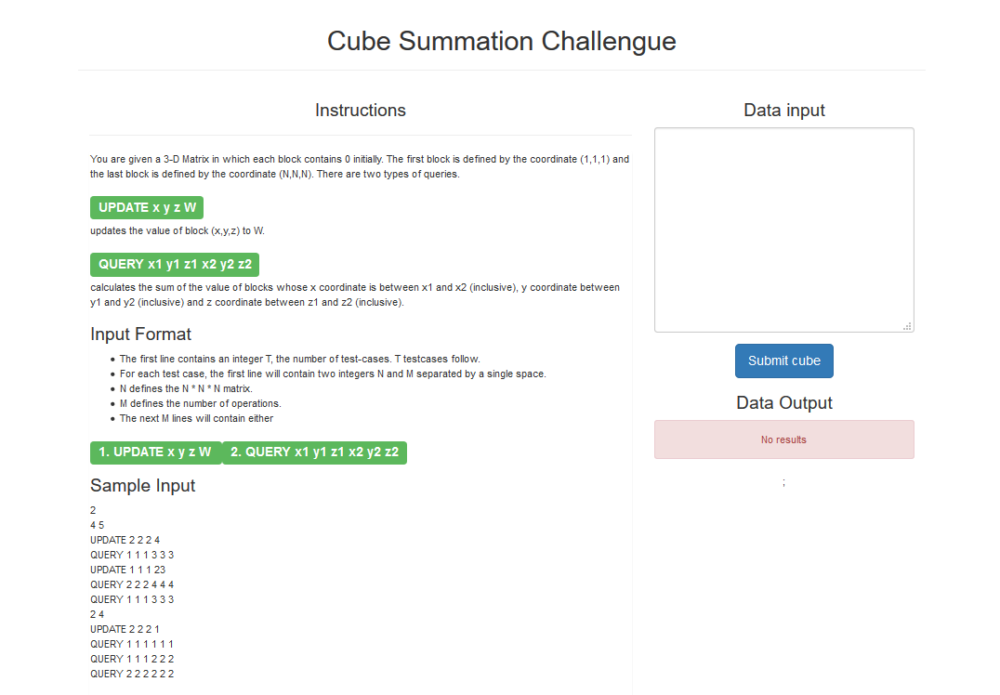 Cube Summation Challengue
Instructions
You are given a 3-D Matrix in which each block contains 0 initially. The first block is defined by the coordinate (1,1,1) and
the last block is defined by the coordinate (N,N,N). There are two types of queries.
UPDATE x y z W
updates the value of block (x,y,z) to W.
QUERY x1 y1 z1 x2 y2 z2
calculates the sum of the value of blocks whose x coordinate is between x1 and x2 (inclusive), y coordinate between
y1 and y2 (inclusive) and z coordinate between z1 and z2 (inclusive).
Input Format
• The first line contains an integer T, the number of test-cases. T testcases follow.
• For each test case, the first line will contain two integers N and M separated by a single space.
• N defines the N * N * N matrix.
• M defines the number of operations.
• The next M lines will contain either
1. UPDATE x y z W 2. QUERY x1 y1 z1 x2 y2 z2
Sample Input
2
4 5
UPDATE 2 2 2 4
QUERY 1 1 1 3 3 3
UPDATE 1 1 1 23
QUERY 2 2 2 4 4 4
QUERY 1 1 1 3 3 3
2 4
UPDATE 2 2 2 1
QUERY 1 1 1 1 1 1
QUERY 1 1 1 2 2 2
QUERY 2 2 2 2 2 2
Data input
Submit cube
Data Output
No results
;